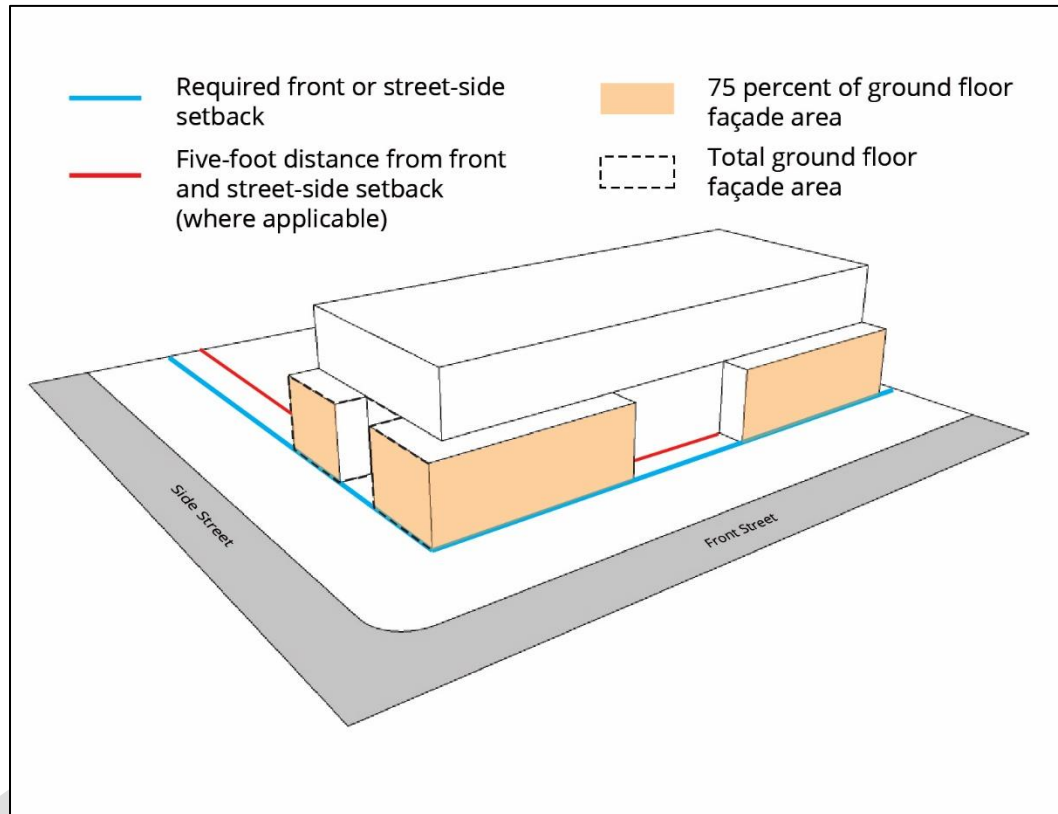 Required front or street-side
setback
Five-foot distance from front
and street-side setback
(where applicable)
75 percent of ground floor
façade area
Total ground floor
façade area
Side Street
Front Street